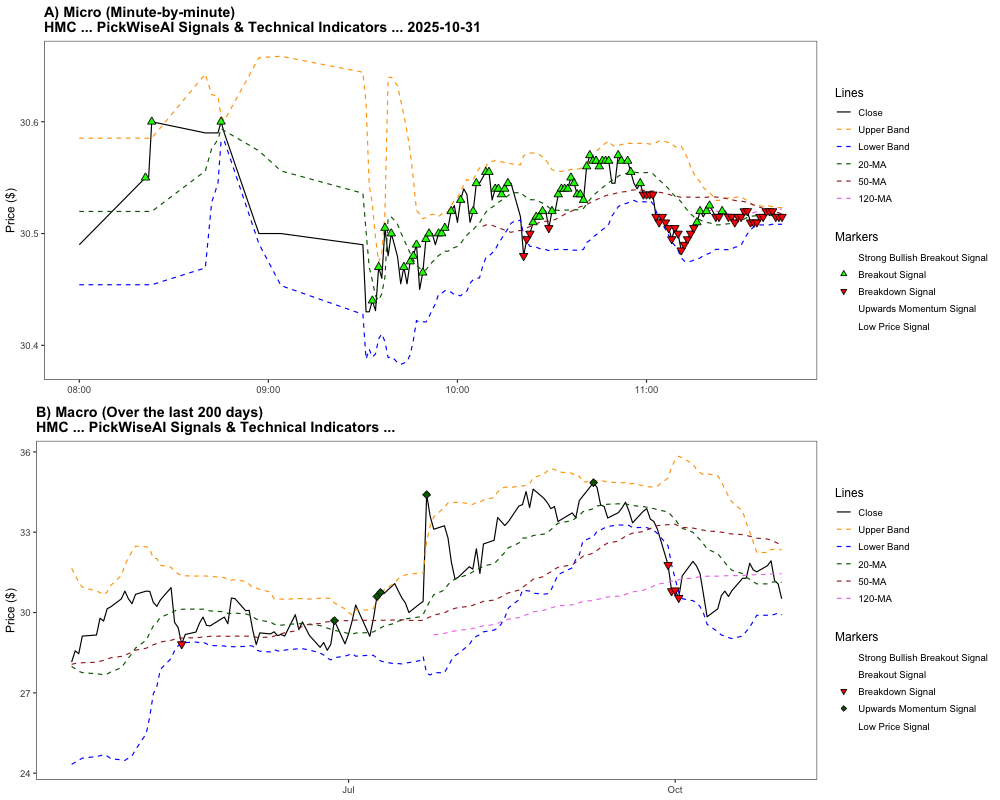 A) Micro (Minute-by-minute)
HMC ... PickWiseAI Signals & Technical Indicators ... 2025-10-31
Price ($)
30.6
30.5
30.4
08:00
09:00
10:00
11:00
Lines
Close
Upper Band
Lower Band
20-MA
50-MA
120-MA
Markers
Strong Bullish Breakout Signal
Breakout Signal
Breakdown Signal
Upwards Momentum Signal
Low Price Signal
B) Macro (Over the last 200 days)
HMC ... PickWiseAI Signals & Technical Indicators ...
Price ($)
36
33
30
27
24
Jul
Oct
Lines
Close
Upper Band
Lower Band
20-MA
50-MA
120-MA
Markers
Strong Bullish Breakout Signal
Breakout Signal
Breakdown Signal
Upwards Momentum Signal
Low Price Signal